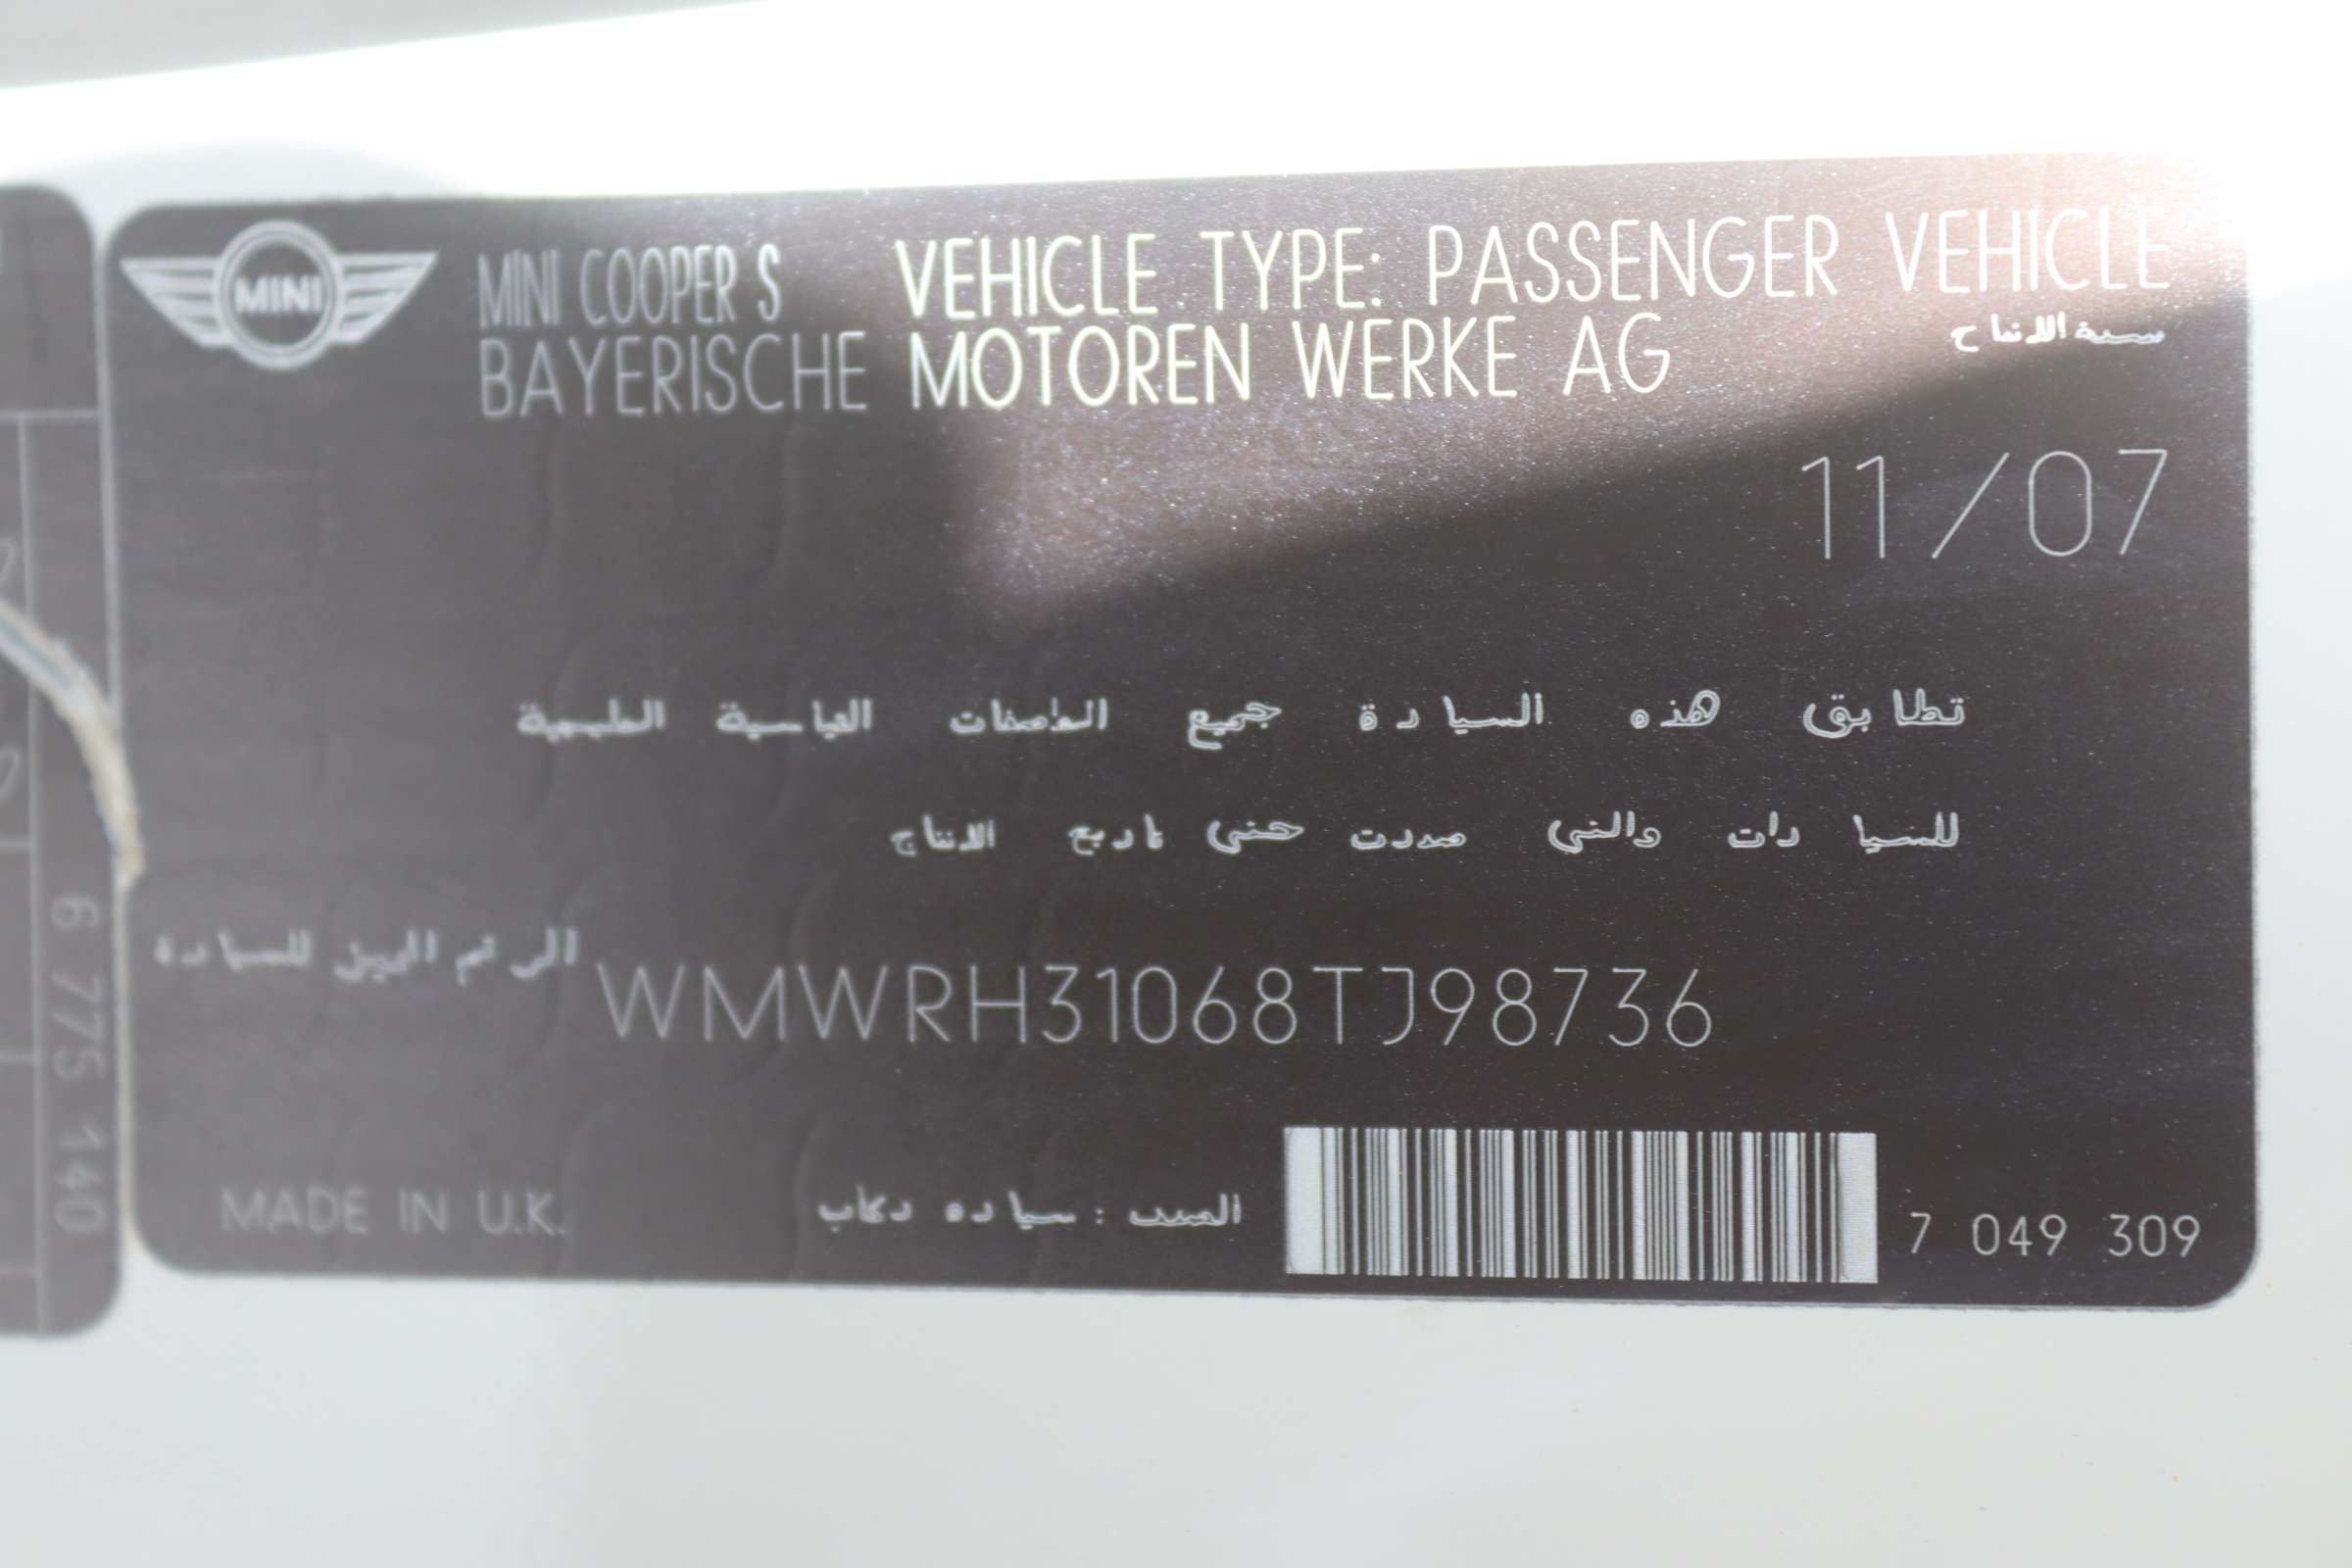 MINI
MINI COOPER S VEHICLE TYPE: PASSENGER VEHICLE
BAYERISCHE MOTOREN WERKE AG
سنة الانتاج
11/07
تطابق هذه السيارة جميع المواصفات القياسية الخليجية
للسيارات والتي صدرت حتى تاريخ الانتاج
الرقم المميز للسيارة
WMWRH31068TJ98736
MADE IN U.K.
الصنف : سياره ركاب
7 049 309
6 775 140